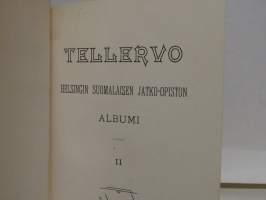 TELLERVO
HELSINGIN SUOMALAISEN JATKO-OPISTON
ALBUMI
II